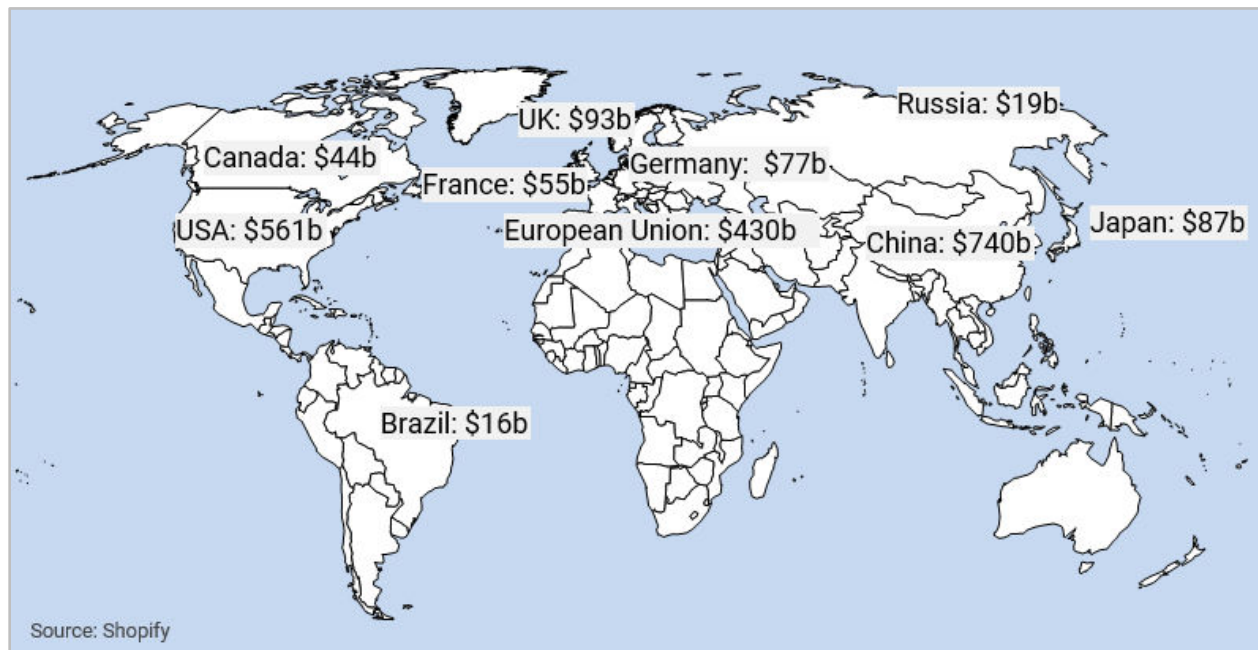 Russia: $19b
UK: $93b
Canada: $44b
Germany:  $77b
France: $55b
USA: $561b
European Union: $430b
China: $740b
Japan: $87b
Brazil: $16b
Source: Shopify